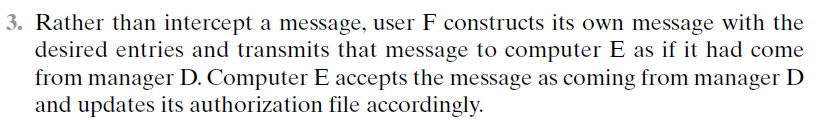 3. Rather than intercept a message, user F constructs its own message with the
desired entries and transmits that message to computer E as if it had come
from manager D. Computer E accepts the message as coming from manager D
and updates its authorization file accordingly.